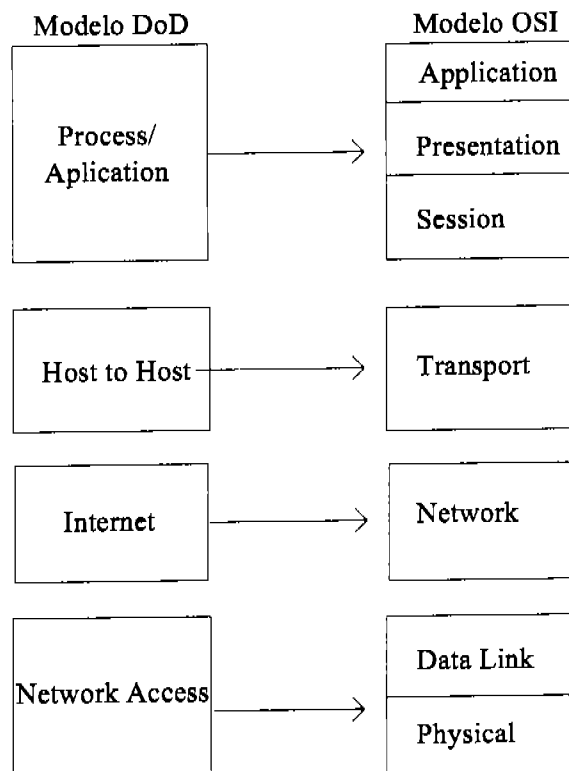 Modelo DoD
Modelo OSI
Process/
Aplication
Application
Presentation
Session
Host to Host
Transport
Internet
Network
Network Access
Data Link
Physical